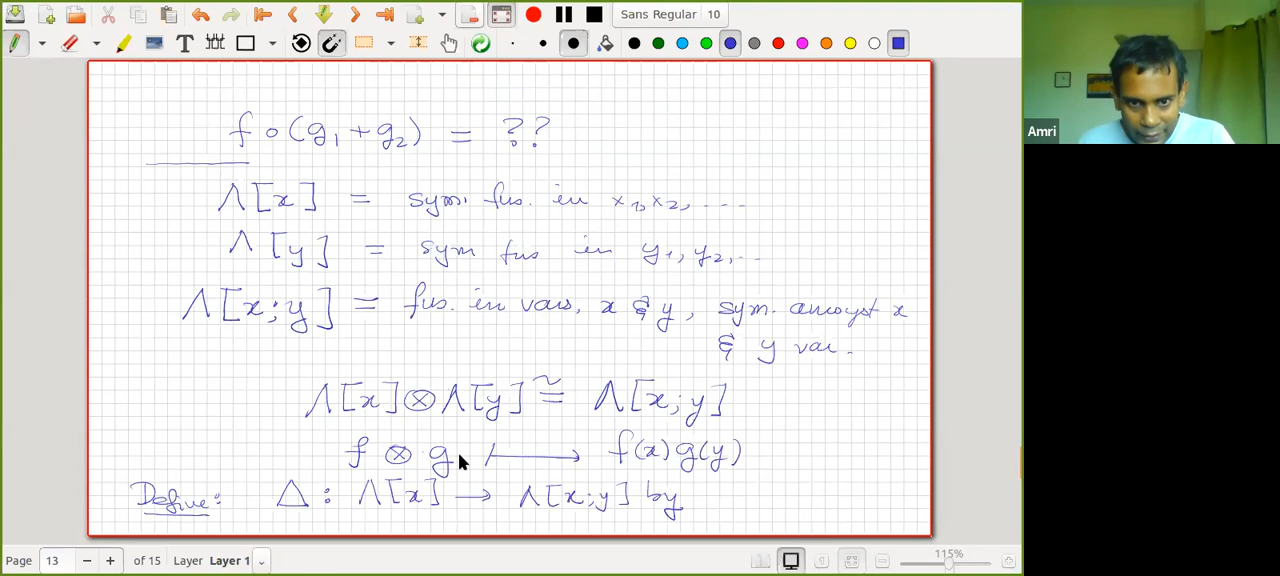 Sans Regular 10
Amri
f o (g₁ + g₂) = ??
Λ[x] = sym. fns. in x₁, x₂, ....
Λ[y] = sym fns in y₁, y₂, ..
Λ[x;y] = fns. in vars. x & y, sym. amongst x
& y var.
Λ[x] ⊗ Λ[y] ≅ Λ[x;y]
f ⊗ g ⟼ f(x) g(y)
Define: Δ : Λ[x] → Λ[x;y] by
Page 13 of 15 Layer Layer 1 115%